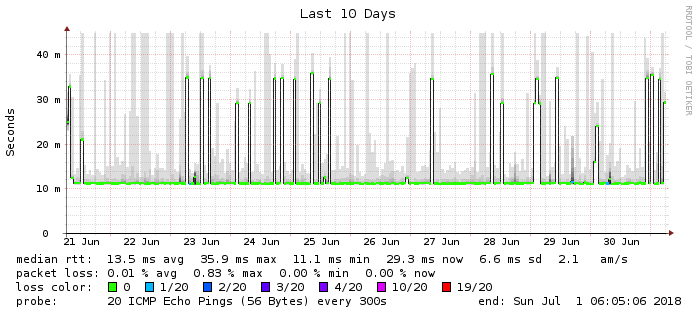 Last 10 Days
RRDTOOL / TOBI OETIKER
Seconds
40 m
30 m
20 m
10 m
0
21 Jun 22 Jun 23 Jun 24 Jun 25 Jun 26 Jun 27 Jun 28 Jun 29 Jun 30 Jun
median rtt: 13.5 ms avg 35.9 ms max 11.1 ms min 29.3 ms now 6.6 ms sd 2.1 am/s
packet loss: 0.01 % avg 0.83 % max 0.00 % min 0.00 % now
loss color: 0 1/20 2/20 3/20 4/20 10/20 19/20
probe: 20 ICMP Echo Pings (56 Bytes) every 300s end: Sun Jul 1 06:05:06 2018